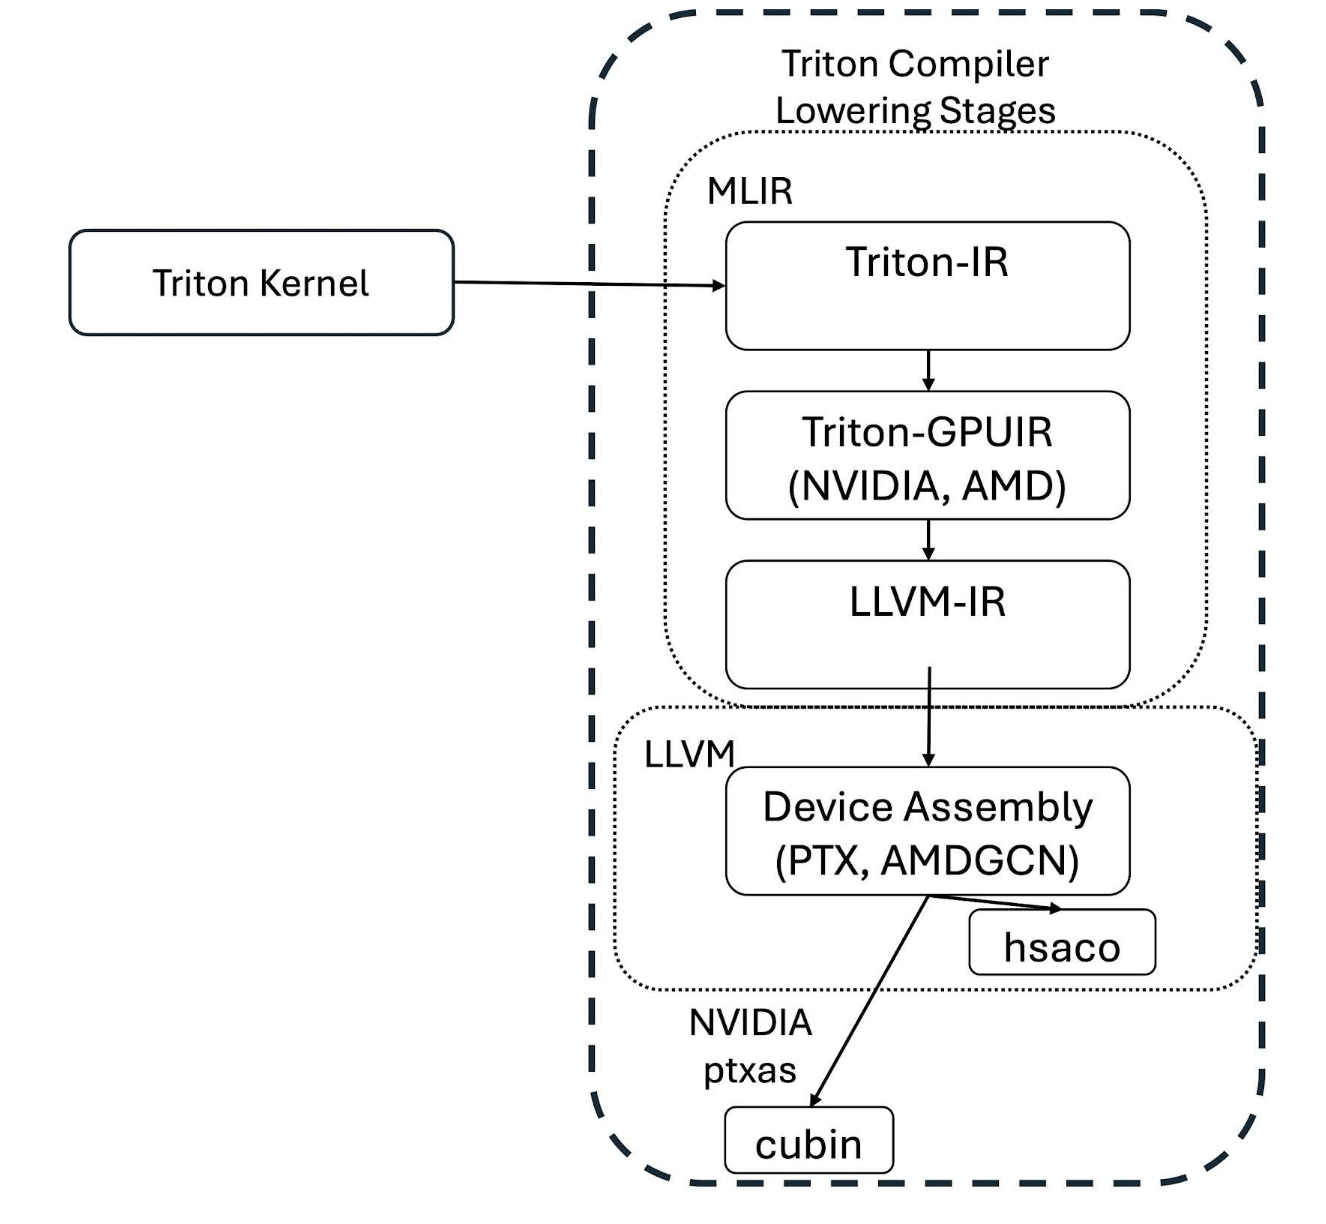 Triton Compiler
Lowering Stages
MLIR
Triton Kernel
Triton-IR
Triton-GPUIR
(NVIDIA, AMD)
LLVM-IR
LLVM
Device Assembly
(PTX, AMDGCN)
hsaco
NVIDIA
ptxas
cubin